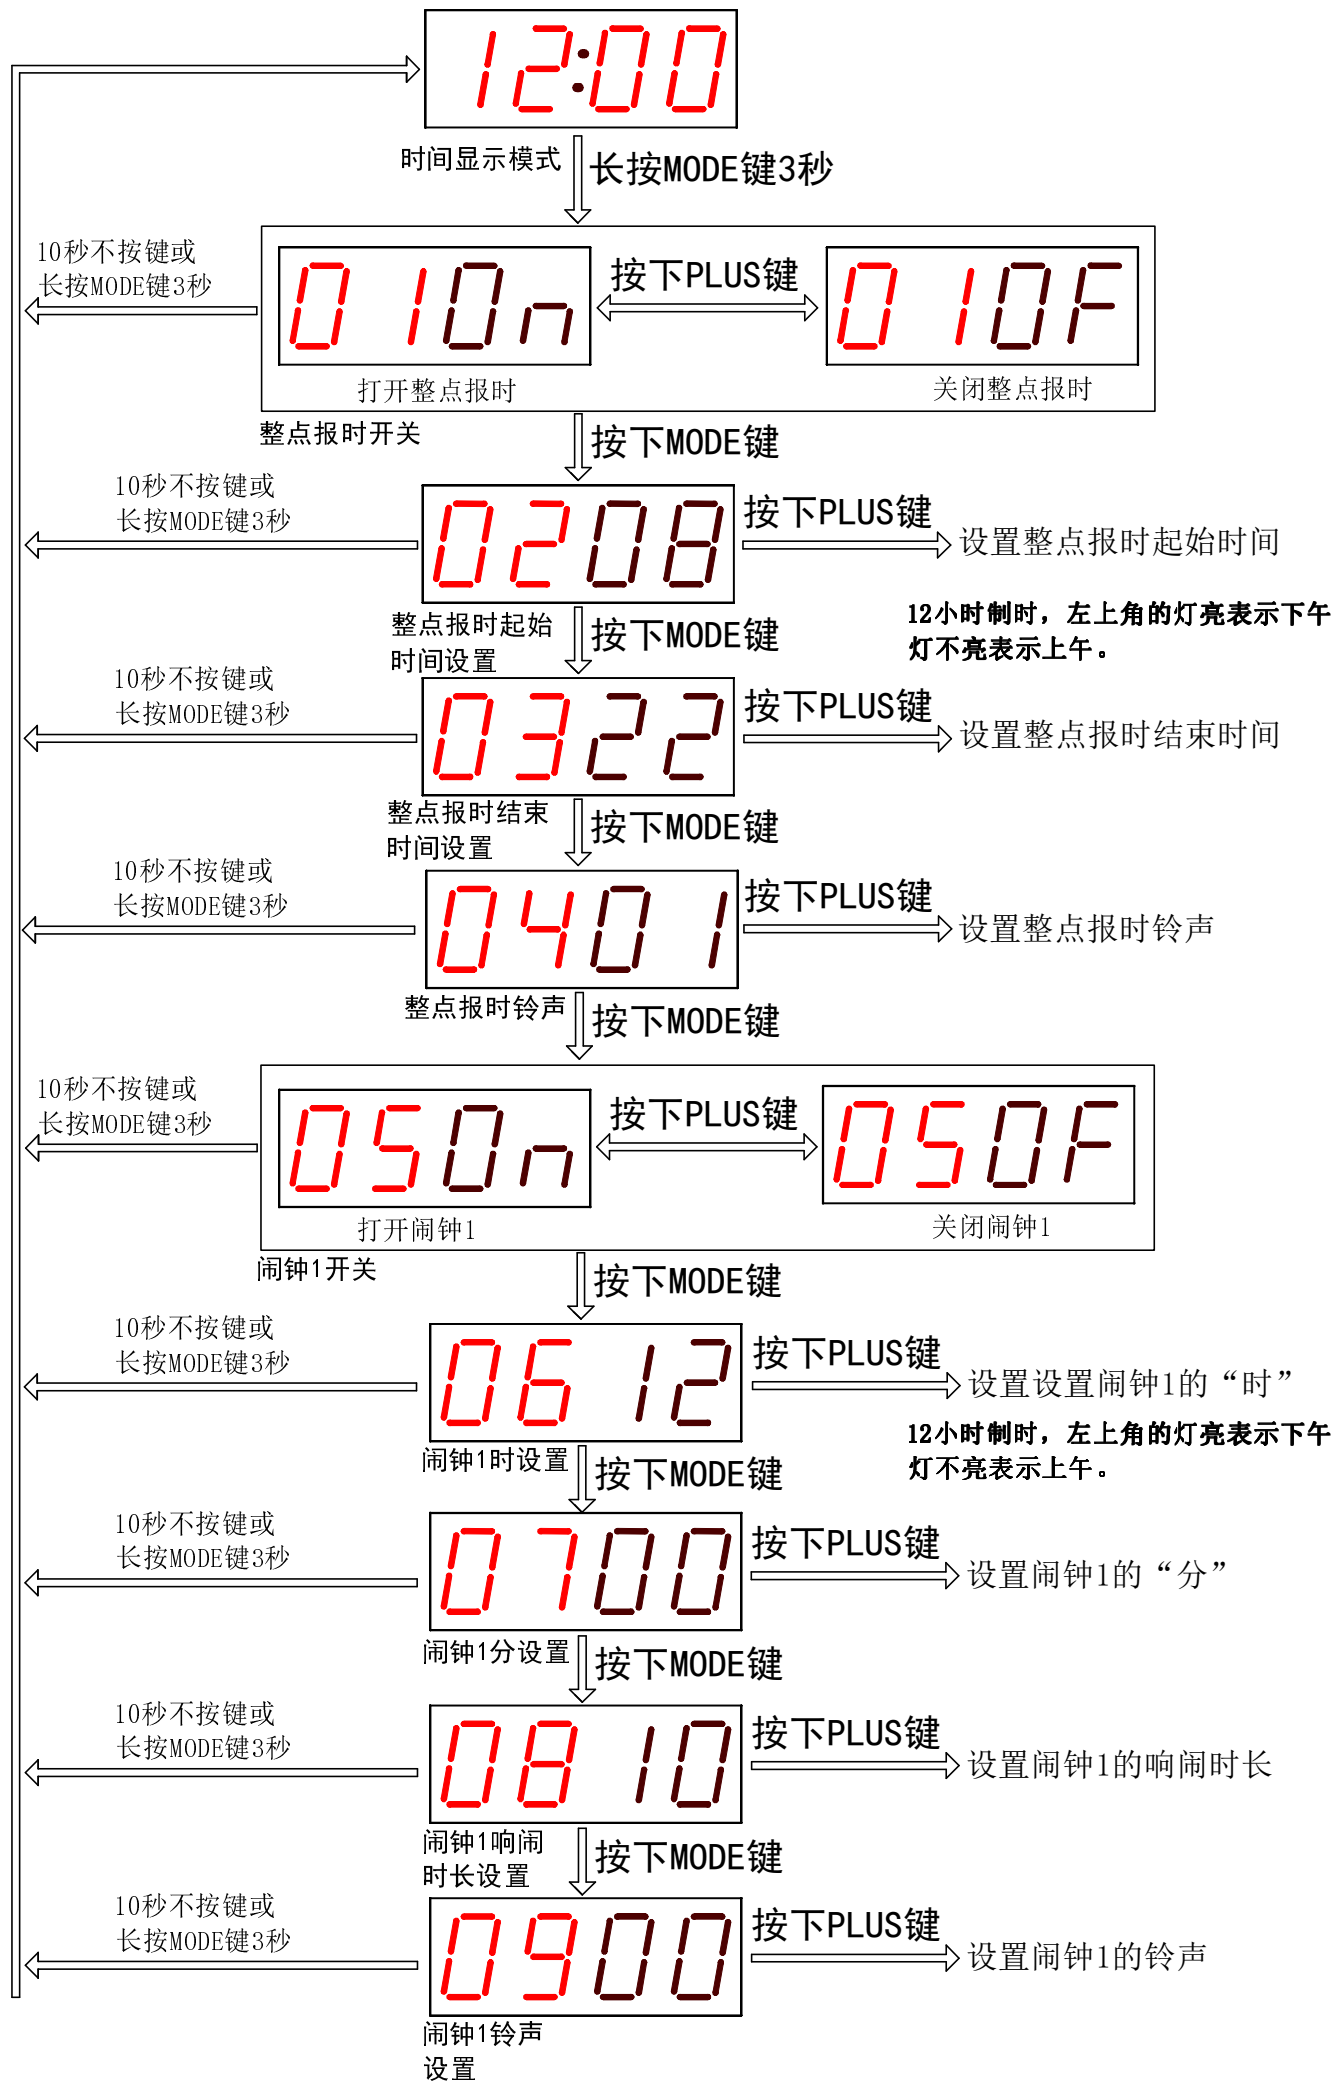 12:00
时间显示模式
长按MODE键3秒
10秒不按键或
长按MODE键3秒
010n
按下PLUS键
010F
打开整点报时
关闭整点报时
整点报时开关
按下MODE键
10秒不按键或
长按MODE键3秒
0208
按下PLUS键
设置整点报时起始时间
整点报时起始
时间设置
按下MODE键
12小时制时，左上角的灯亮表示下午
灯不亮表示上午。
10秒不按键或
长按MODE键3秒
0322
按下PLUS键
设置整点报时结束时间
整点报时结束
时间设置
按下MODE键
10秒不按键或
长按MODE键3秒
0401
按下PLUS键
设置整点报时铃声
整点报时铃声
按下MODE键
10秒不按键或
长按MODE键3秒
050n
按下PLUS键
050F
打开闹钟1
关闭闹钟1
闹钟1开关
按下MODE键
10秒不按键或
长按MODE键3秒
0612
按下PLUS键
设置设置闹钟1的“时”
闹钟1时设置
按下MODE键
12小时制时，左上角的灯亮表示下午
灯不亮表示上午。
10秒不按键或
长按MODE键3秒
0700
按下PLUS键
设置闹钟1的“分”
闹钟1分设置
按下MODE键
10秒不按键或
长按MODE键3秒
0810
按下PLUS键
设置闹钟1的响闹时长
闹钟1响闹
时长设置
按下MODE键
10秒不按键或
长按MODE键3秒
0900
按下PLUS键
设置闹钟1的铃声
闹钟1铃声
设置